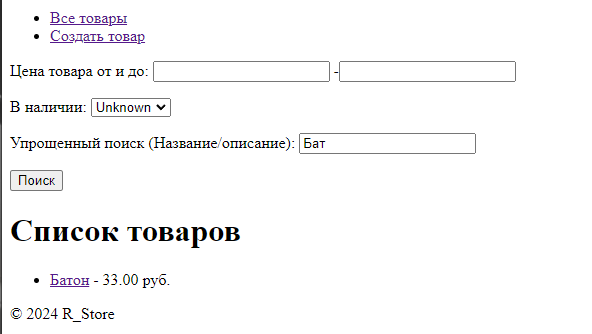 Все товары
Создать товар
Цена товара от и до: -
В наличии: Unknown
Упрощенный поиск (Название/описание): Бат
Поиск
Список товаров
Батон - 33.00 руб.
© 2024 R_Store